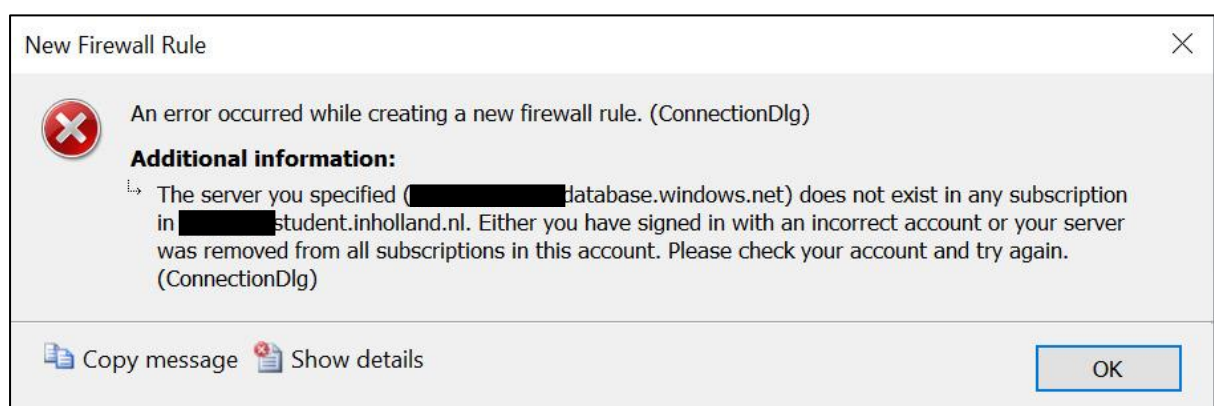 New Firewall Rule
An error occurred while creating a new firewall rule. (ConnectionDlg)
Additional information:
The server you specified ( database.windows.net) does not exist in any subscription
in student.inholland.nl. Either you have signed in with an incorrect account or your server
was removed from all subscriptions in this account. Please check your account and try again.
(ConnectionDlg)
Copy message Show details
OK